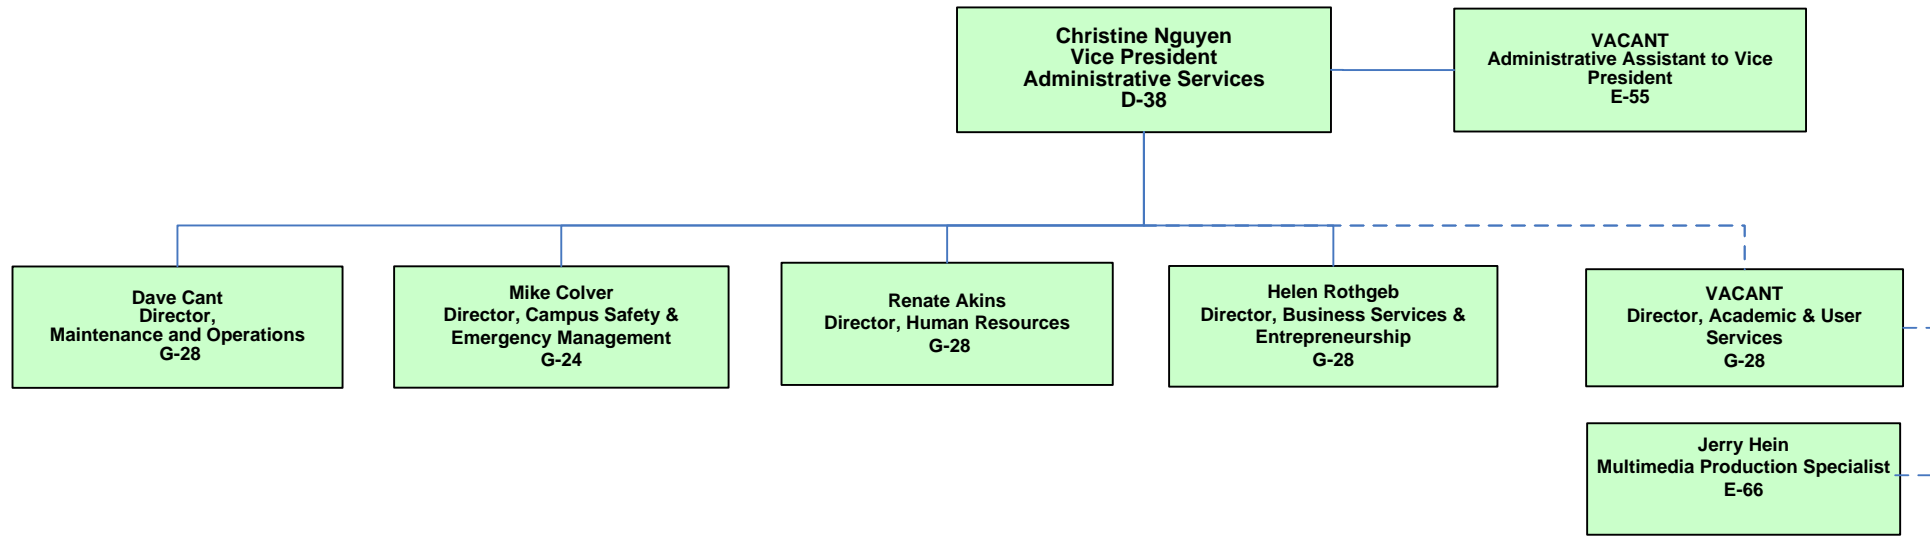 Christine Nguyen
Vice President
Administrative Services
D-38
VACANT
Administrative Assistant to Vice
President
E-55
Dave Cant
Director,
Maintenance and Operations
G-28
Mike Colver
Director, Campus Safety &
Emergency Management
G-24
Renate Akins
Director, Human Resources
G-28
Helen Rothgeb
Director, Business Services &
Entrepreneurship
G-28
VACANT
Director, Academic & User
Services
G-28
Jerry Hein
Multimedia Production Specialist
E-66